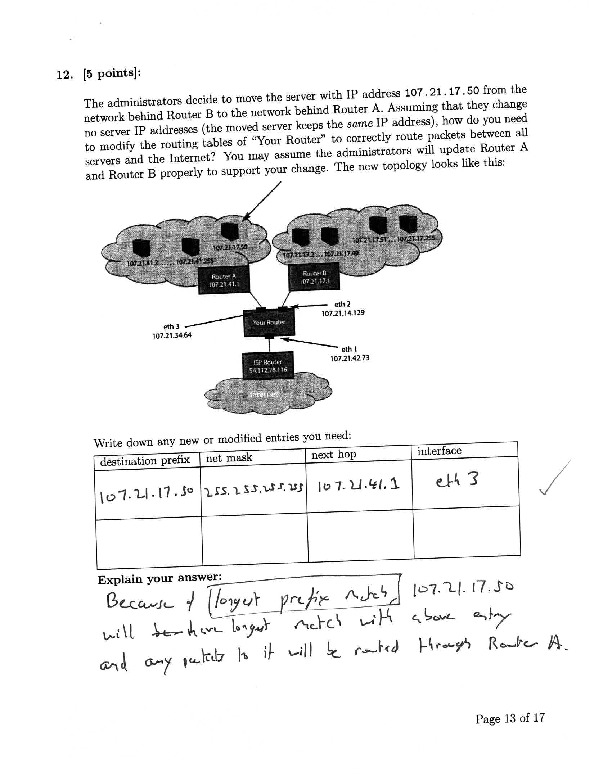 12. [5 points]:
The administrators decide to move the server with IP address 107.21.17.50 from the
network behind Router B to the network behind Router A. Assuming that they change
no server IP addresses (the moved server keeps the same IP address), how do you need
to modify the routing tables of "Your Router" to correctly route packets between all
servers and the Internet? You may assume the administrators will update Router A
and Router B properly to support your change. The new topology looks like this:
107.21.17.50
107.21.41.2 ...... 107.21.41.255
107.21.17.51 ... 107.21.17.255
107.21.17.2 ... 107.21.17.49
Router A
107.21.41.1
Router B
107.21.17.1
eth 2
107.21.14.129
eth 3
107.21.34.64
Your Router
eth 1
107.21.42.73
ISP Router
Internet
Write down any new or modified entries you need:
destination prefix net mask next hop interface
107.21.17.50 255.255.255.255 107.21.41.1 eth 3
Explain your answer:
Because of longest prefix match 107.21.17.50
will have longest match with above entry
and any packets to it will be routed through Router A.
Page 13 of 17